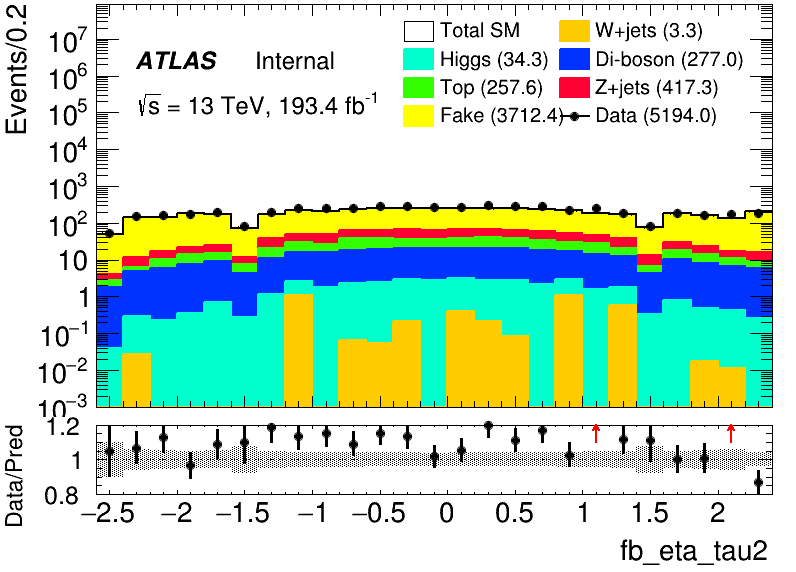 Events/0.2
10⁷
10⁶
10⁵
10⁴
10³
10²
10
1
10⁻¹
10⁻²
10⁻³
ATLAS Internal
√s = 13 TeV, 193.4 fb⁻¹
Total SM
W+jets (3.3)
Higgs (34.3)
Di-boson (277.0)
Top (257.6)
Z+jets (417.3)
Fake (3712.4)
Data (5194.0)
Data/Pred
1.2
1
0.8
−2.5 −2 −1.5 −1 −0.5 0 0.5 1 1.5 2
fb_eta_tau2